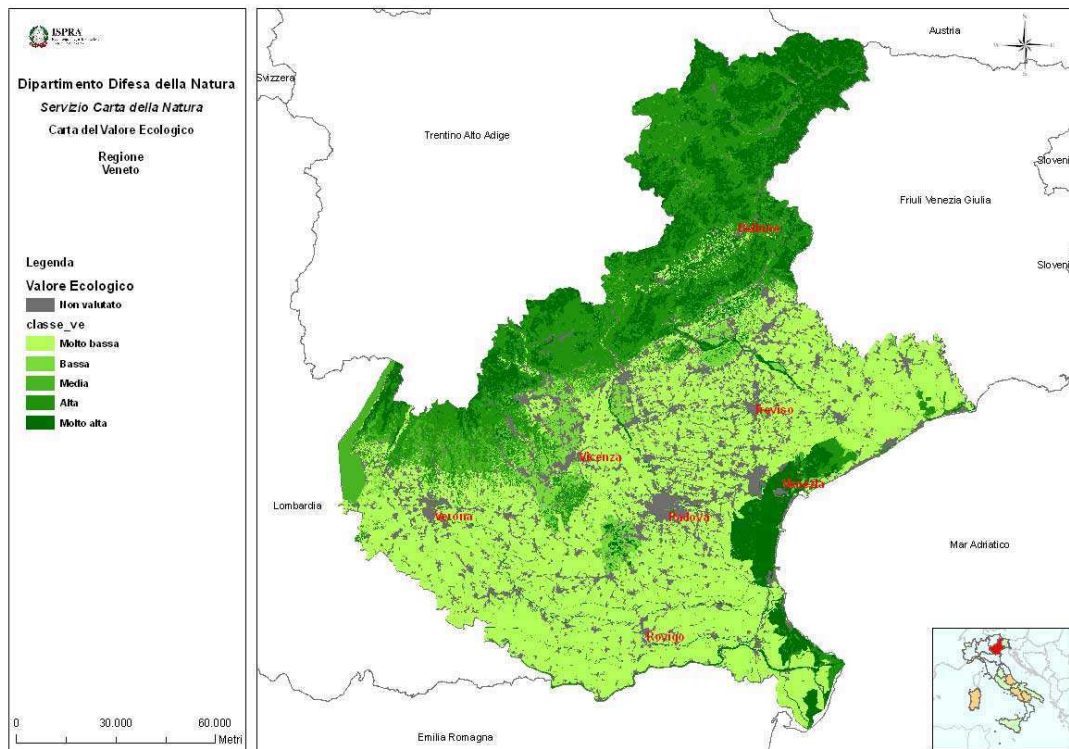 ISPRA
Dipartimento Difesa della Natura
Servizio Carta della Natura
Carta del Valore Ecologico
Regione
Veneto
Legenda
Valore Ecologico
Non valutato
classe_ve
Molto bassa
Bassa
Media
Alta
Molto alta
0 30.000 60.000
Metri
Austria
N
W
E
S
Svizzera
Trentino Alto Adige
Sloveni
Friuli Venezia Giulia
Sloveni
Belluno
Treviso
Vicenza
Venezia
Lombardia
Verona
Padova
Mar Adriatico
Rovigo
Emilia Romagna